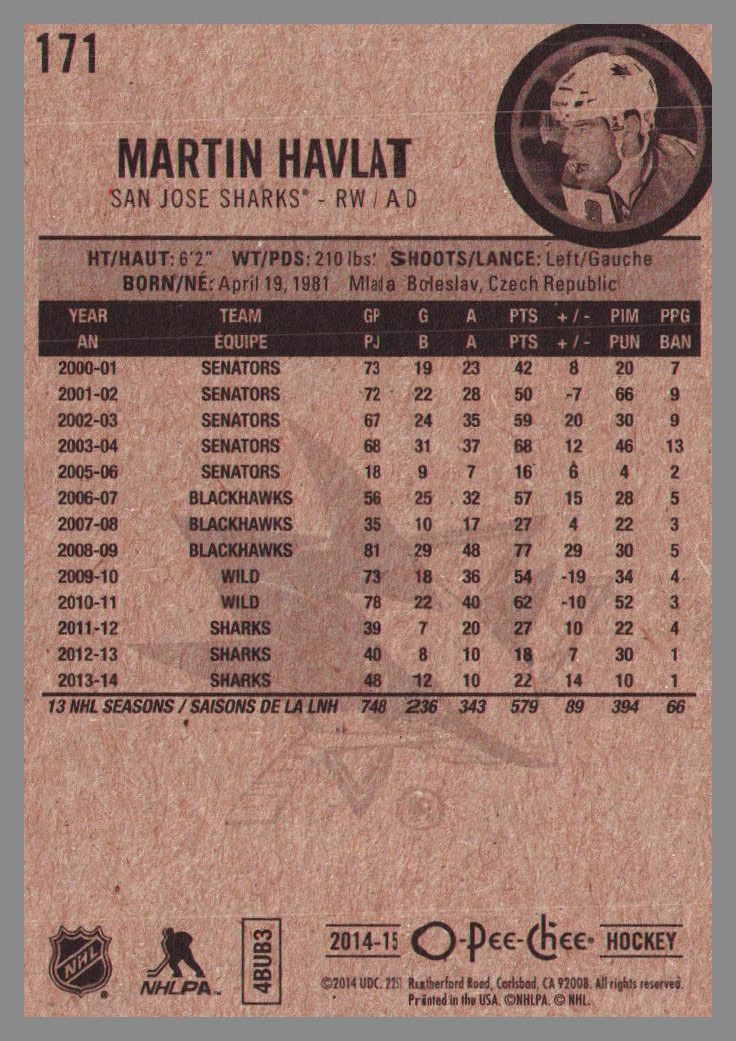 171
MARTIN HAVLAT
SAN JOSE SHARKS® - RW / AD
HT/HAUT: 6'2" WT/PDS: 210 lbs. SHOOTS/LANCE: Left/Gauche
BORN/NÉ: April 19, 1981 Mlada Boleslav, Czech Republic
YEAR TEAM GP G A PTS +/- PIM PPG
AN ÉQUIPE PJ B A PTS +/- PUN BAN
2000-01 SENATORS 73 19 23 42 8 20 7
2001-02 SENATORS 72 22 28 50 -7 66 9
2002-03 SENATORS 67 24 35 59 20 30 9
2003-04 SENATORS 68 31 37 68 12 46 13
2005-06 SENATORS 18 9 7 16 6 4 2
2006-07 BLACKHAWKS 56 25 32 57 15 28 5
2007-08 BLACKHAWKS 35 10 17 27 4 22 3
2008-09 BLACKHAWKS 81 29 48 77 29 30 5
2009-10 WILD 73 18 36 54 -19 34 4
2010-11 WILD 78 22 40 62 -10 52 3
2011-12 SHARKS 39 7 20 27 10 22 4
2012-13 SHARKS 40 8 10 18 7 30 1
2013-14 SHARKS 48 12 10 22 14 10 1
13 NHL SEASONS / SAISONS DE LA LNH 748 236 343 579 89 394 66
®
NHL ®
NHLPA™
4BUB3
2014-15 O-Pee-Chee® HOCKEY
©2014 UDC. 2251 Rutherford Road, Carlsbad, CA 92008. All rights reserved.
Printed in the USA. ©NHLPA. © NHL.